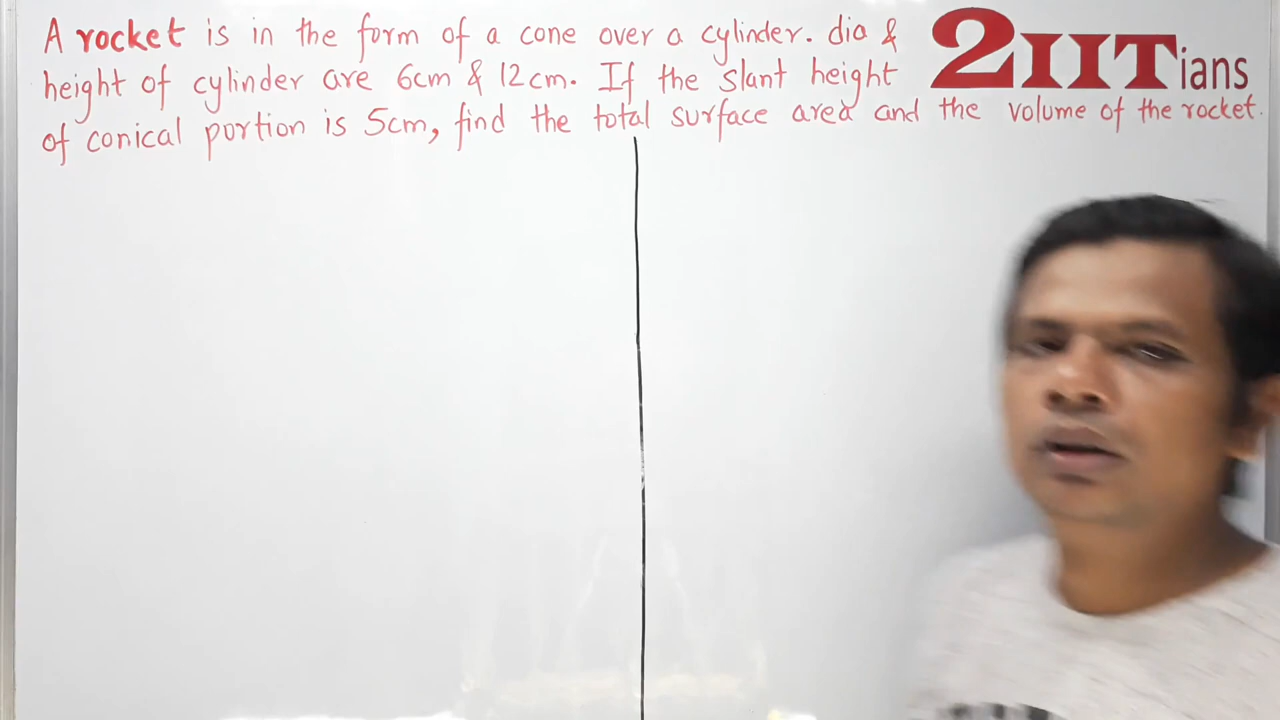 A rocket is in the form of a cone over a cylinder. dia &
height of cylinder are 6cm & 12cm. If the slant height
of conical portion is 5cm, find the total surface area and the volume of the rocket.
2IITians